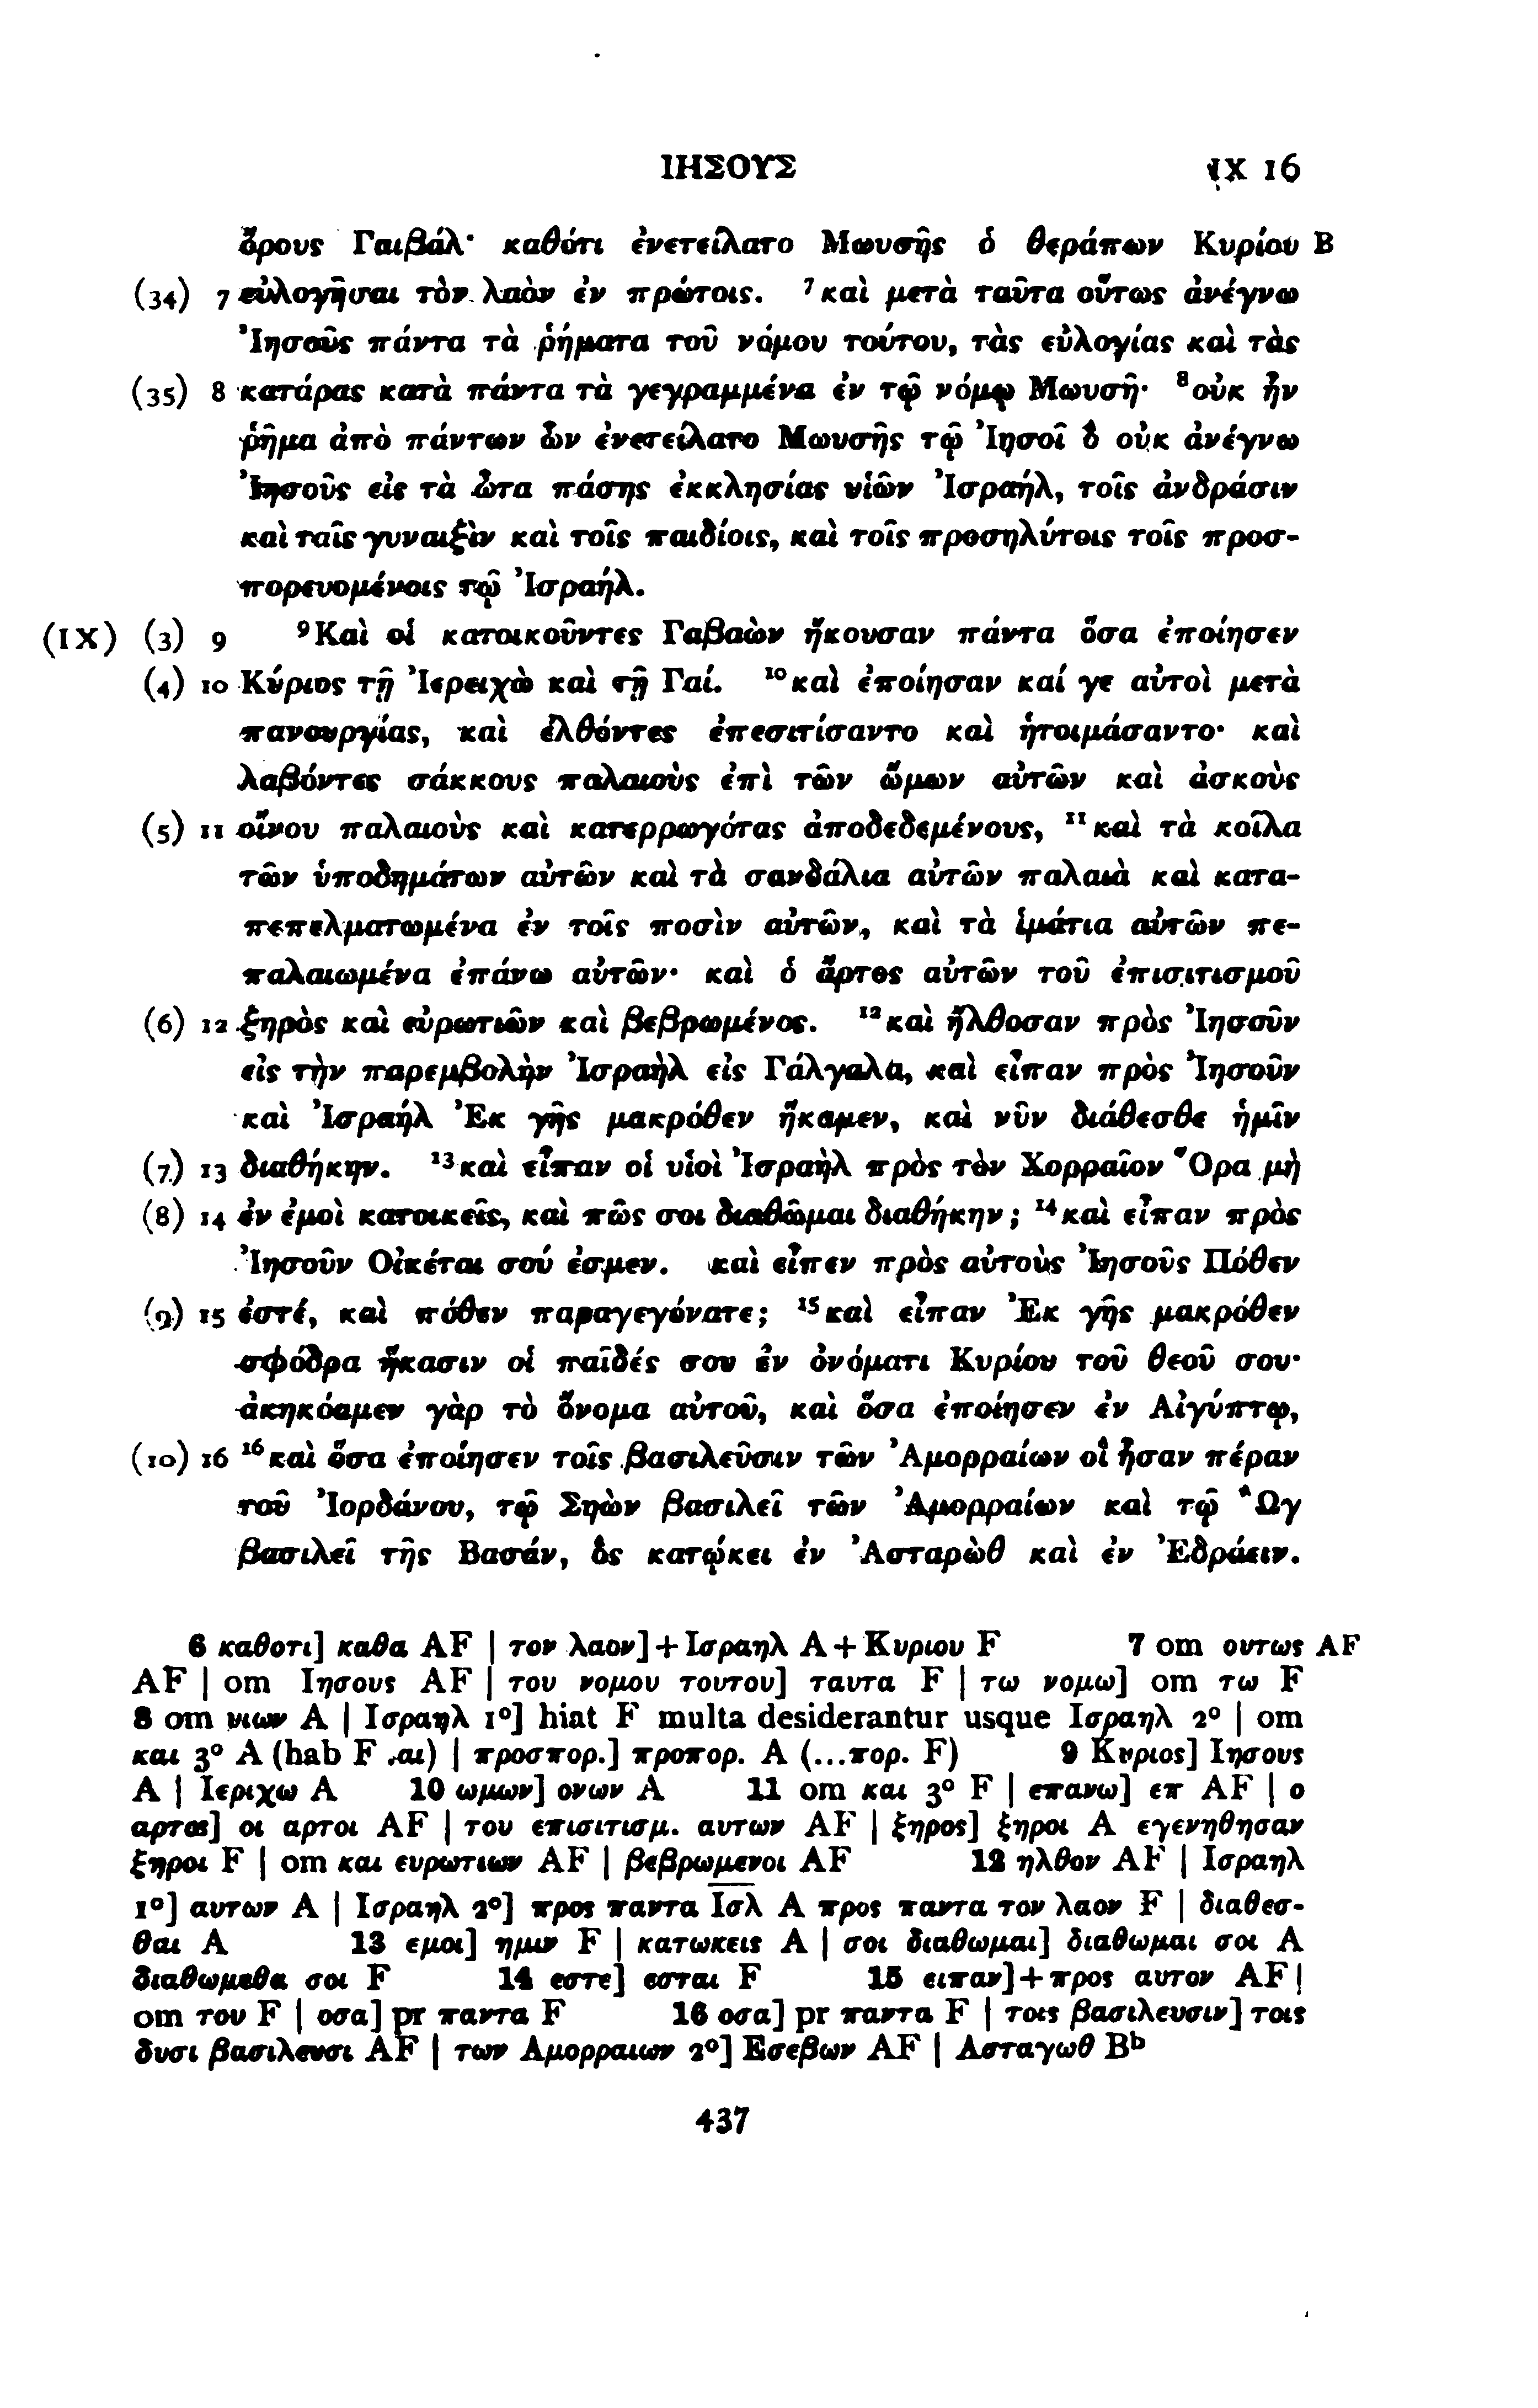 ΙΗΣΟΥΣ IX 16
ὄρους Γαιβάλ· καθότι ἐνετείλατο Μωυσῆς ὁ θεράπων Κυρίου B
(34) 7 εὐλογῆσαι τὸν λαὸν ἐν πρώτοις. ⁷καὶ μετὰ ταῦτα οὕτως ἀνέγνω
Ἰησοῦς πάντα τὰ ῥήματα τοῦ νόμου τούτου, τὰς εὐλογίας καὶ τὰς
(35) 8 κατάρας κατὰ πάντα τὰ γεγραμμένα ἐν τῷ νόμῳ Μωυσῆ· ⁸οὐκ ἦν
ῥῆμα ἀπὸ πάντων ὧν ἐνετείλατο Μωυσῆς τῷ Ἰησοῖ ὃ οὐκ ἀνέγνω
Ἰησοῦς εἰς τὰ ὦτα πάσης ἐκκλησίας υἱῶν Ἰσραήλ, τοῖς ἀνδράσιν
καὶ ταῖς γυναιξὶν καὶ τοῖς παιδίοις, καὶ τοῖς προσηλύτοις τοῖς προσ-
πορευομένοις τῷ Ἰσραήλ.
(IX) (3) 9 ⁹Καὶ οἱ κατοικοῦντες Γαβαὼν ἤκουσαν πάντα ὅσα ἐποίησεν
(4) 10 Κύριος τῇ Ἰερειχὼ καὶ τῇ Γαί. ¹⁰καὶ ἐποίησαν καί γε αὐτοὶ μετὰ
πανουργίας, καὶ ἐλθόντες ἐπεσιτίσαντο καὶ ἡτοιμάσαντο· καὶ
λαβόντες σάκκους παλαιοὺς ἐπὶ τῶν ὤμων αὐτῶν καὶ ἀσκοὺς
(5) 11 οἴνου παλαιοὺς καὶ κατερρωγότας ἀποδεδεμένους, ¹¹καὶ τὰ κοῖλα
τῶν ὑποδημάτων αὐτῶν καὶ τὰ σανδάλια αὐτῶν παλαιὰ καὶ κατα-
πεπελματωμένα ἐν τοῖς ποσὶν αὐτῶν, καὶ τὰ ἱμάτια αὐτῶν πε-
παλαιωμένα ἐπάνω αὐτῶν· καὶ ὁ ἄρτος αὐτῶν τοῦ ἐπισιτισμοῦ
(6) 12 ξηρὸς καὶ εὐρωτιῶν καὶ βεβρωμένος. ¹²καὶ ἤλθοσαν πρὸς Ἰησοῦν
εἰς τὴν παρεμβολὴν Ἰσραὴλ εἰς Γάλγαλα, καὶ εἶπαν πρὸς Ἰησοῦν
καὶ Ἰσραήλ Ἐκ γῆς μακρόθεν ἥκαμεν, καὶ νῦν διάθεσθε ἡμῖν
(7) 13 διαθήκην. ¹³καὶ εἶπαν οἱ υἱοὶ Ἰσραὴλ πρὸς τὸν Χορραῖον Ὅρα μὴ
(8) 14 ἐν ἐμοὶ κατοικεῖς, καὶ πῶς σοι διαθῶμαι διαθήκην; ¹⁴καὶ εἶπαν πρὸς
Ἰησοῦν Οἰκέται σού ἐσμεν. καὶ εἶπεν πρὸς αὐτοὺς Ἰησοῦς Πόθεν
(9) 15 ἐστέ, καὶ πόθεν παραγεγόνατε; ¹⁵καὶ εἶπαν Ἐκ γῆς μακρόθεν
σφόδρα ἥκασιν οἱ παῖδές σου ἐν ὀνόματι Κυρίου τοῦ θεοῦ σου·
ἀκηκόαμεν γὰρ τὸ ὄνομα αὐτοῦ, καὶ ὅσα ἐποίησεν ἐν Αἰγύπτῳ,
(10) 16 ¹⁶καὶ ὅσα ἐποίησεν τοῖς βασιλεῦσιν τῶν Ἀμορραίων οἳ ἦσαν πέραν
τοῦ Ἰορδάνου, τῷ Σηὼν βασιλεῖ τῶν Ἀμορραίων καὶ τῷ Ὢγ
βασιλεῖ τῆς Βασάν, ὃς κατῴκει ἐν Ἀσταρὼθ καὶ ἐν Ἐδράειν.
6 καθοτι] καθα AF | τον λαον]+Ισραηλ A+Κυριου F 7 om ουτως AF
AF | om Ιησους AF | του νομου τουτου] ταυτα F | τω νομω] om τω F
8 om υιων A | Ισραηλ 1°] hiat F multa desiderantur usque Ισραηλ 2° | om
και 3° A (hab F .αι) | προσπορ.] προπορ. A (...πορ. F) 9 Κυριος] Ιησους
A | Ιεριχω A 10 ωμων] ονων A 11 om και 3° F | επανω] επ AF | ο
αρτος] οι αρτοι AF | του επισιτισμ. αυτων AF | ξηρος] ξηροι A εγενηθησαν
ξηροι F | om και ευρωτιων AF | βεβρωμενοι AF 12 ηλθον AF | Ισραηλ
1°] αυτων A | Ισραηλ 2°] προς παντα Ισ̅λ̅ A προς παντα τον λαον F | διαθεσ-
θαι A 13 εμοι] ημιν F | κατωκεις A | σοι διαθωμαι] διαθωμαι σοι A
διαθωμεθα σοι F 14 εστε] εσται F 15 ειπαν]+προς αυτον AF |
om του F | οσα] pr παντα F 16 οσα] pr παντα F | τοις βασιλευσιν] τοις
δυσι βασιλευσι AF | των Αμορραιων 2°] Εσεβων AF | Ασταγωθ Bᵇ
437